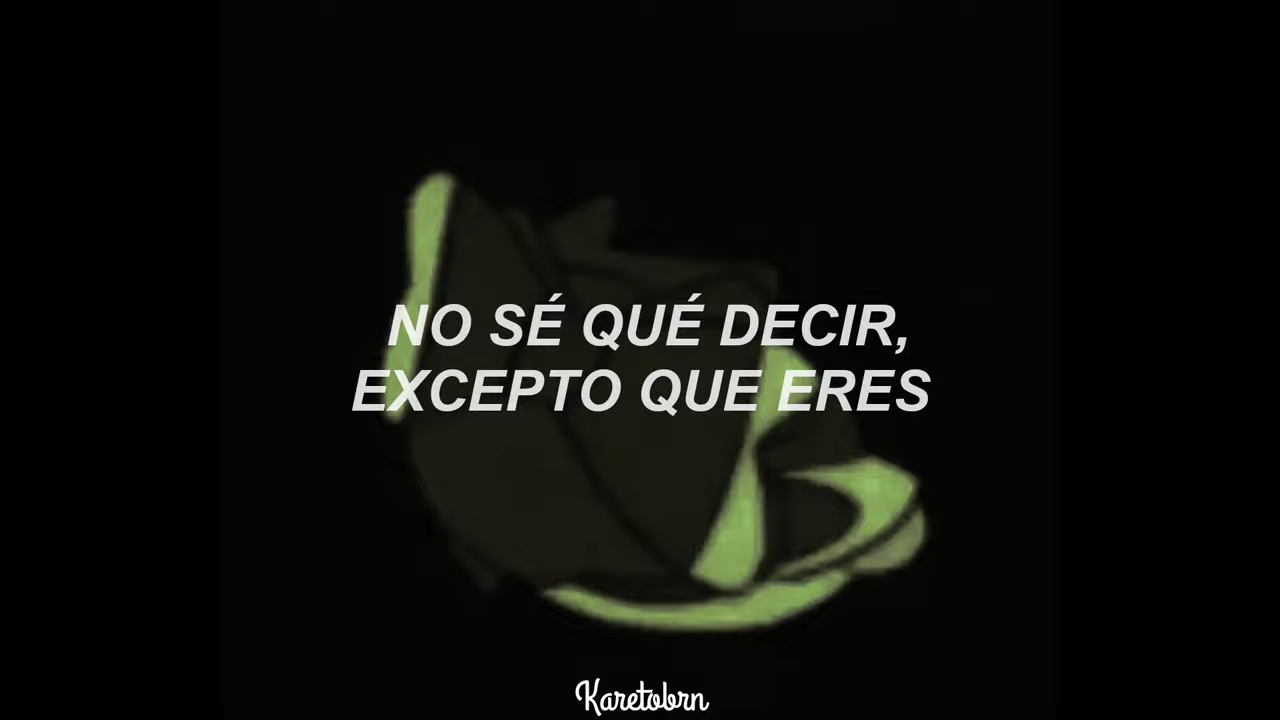 NO SÉ QUÉ DECIR,
EXCEPTO QUE ERES
Karetobrn